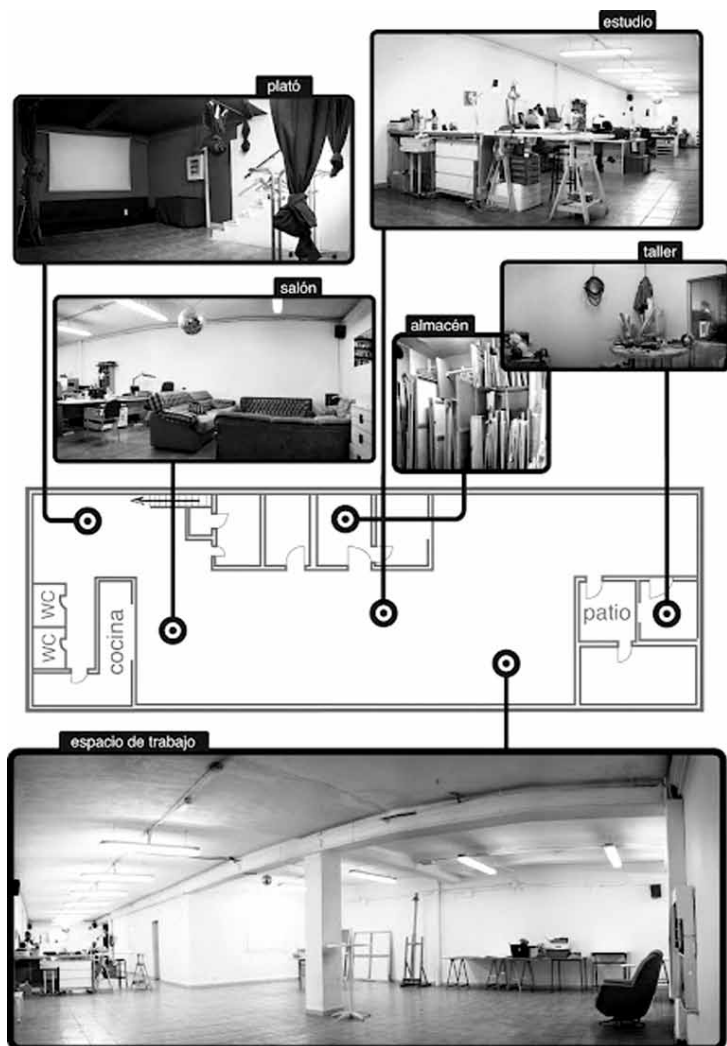 estudio
plató
taller
salón
almacén
WC
WC
cocina
patio
espacio de trabajo